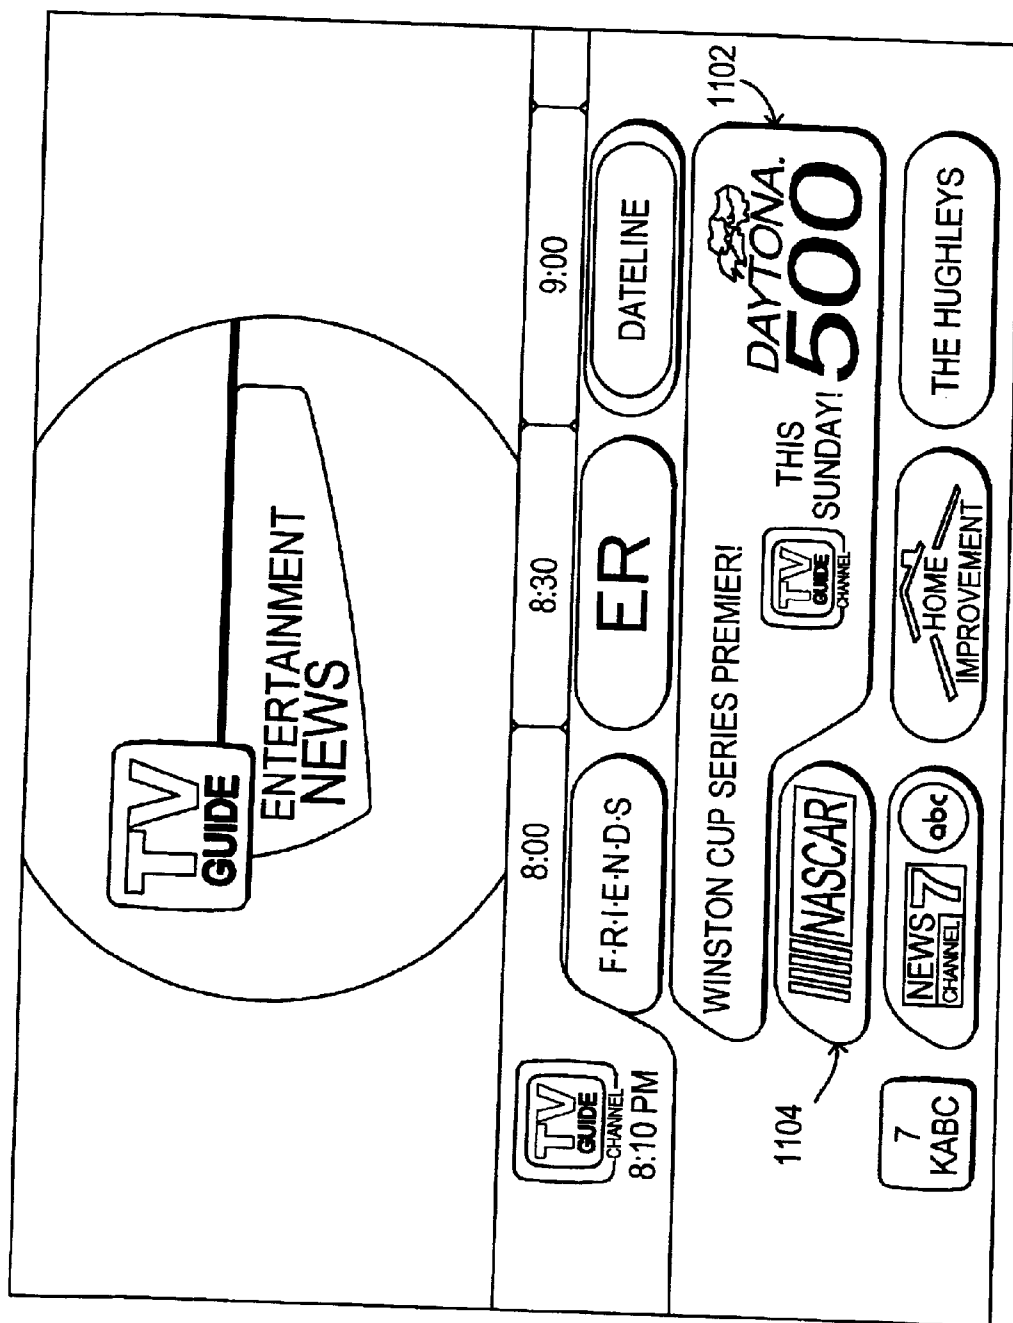 TV
GUIDE
ENTERTAINMENT
NEWS
TV
GUIDE
CHANNEL
8:10 PM
8:00
8:30
9:00
F·R·I·E·N·D·S
ER
DATELINE
WINSTON CUP SERIES PREMIER!
TV
GUIDE
CHANNEL
THIS
SUNDAY!
DAYTONA.
500
1102
1104
NASCAR
7
KABC
NEWS
CHANNEL 7
abc
HOME
IMPROVEMENT
THE HUGHLEYS